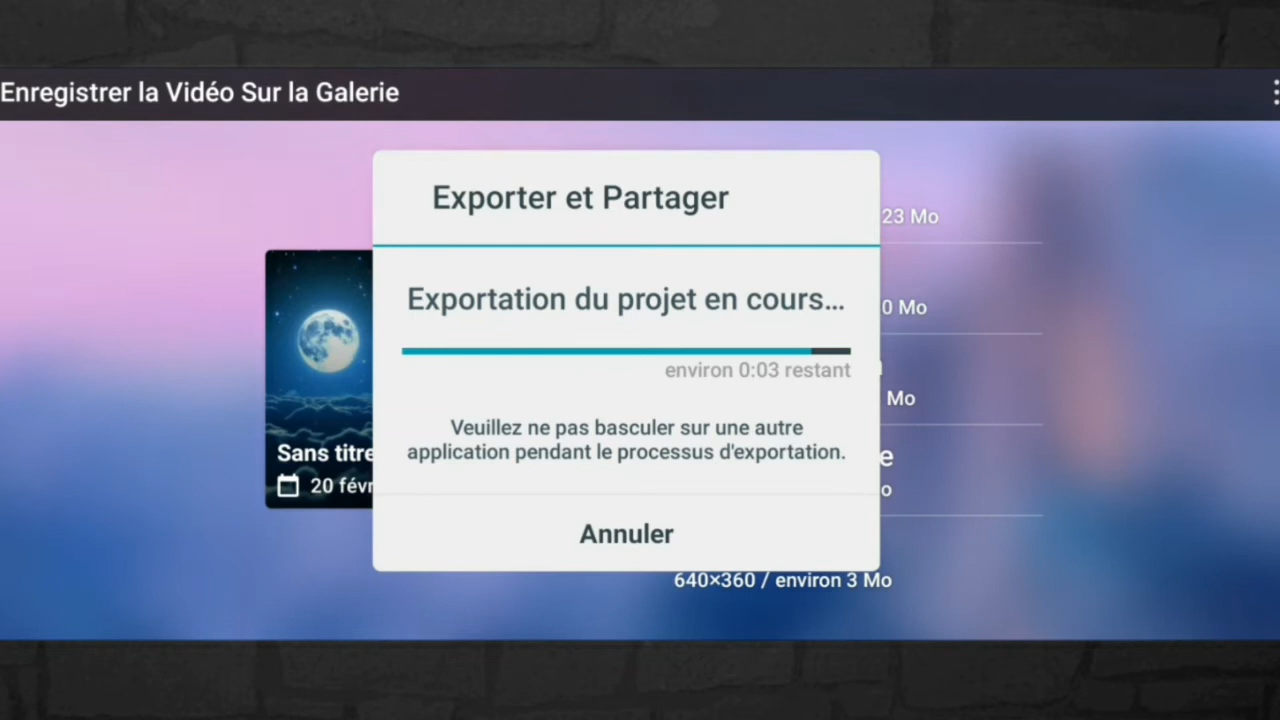 Enregistrer la Vidéo Sur la Galerie
Exporter et Partager
23 Mo
Exportation du projet en cours...
0 Mo
environ 0:03 restant
Mo
Veuillez ne pas basculer sur une autre
application pendant le processus d'exportation.
Sans titre
20 févr
e
o
Annuler
640×360 / environ 3 Mo